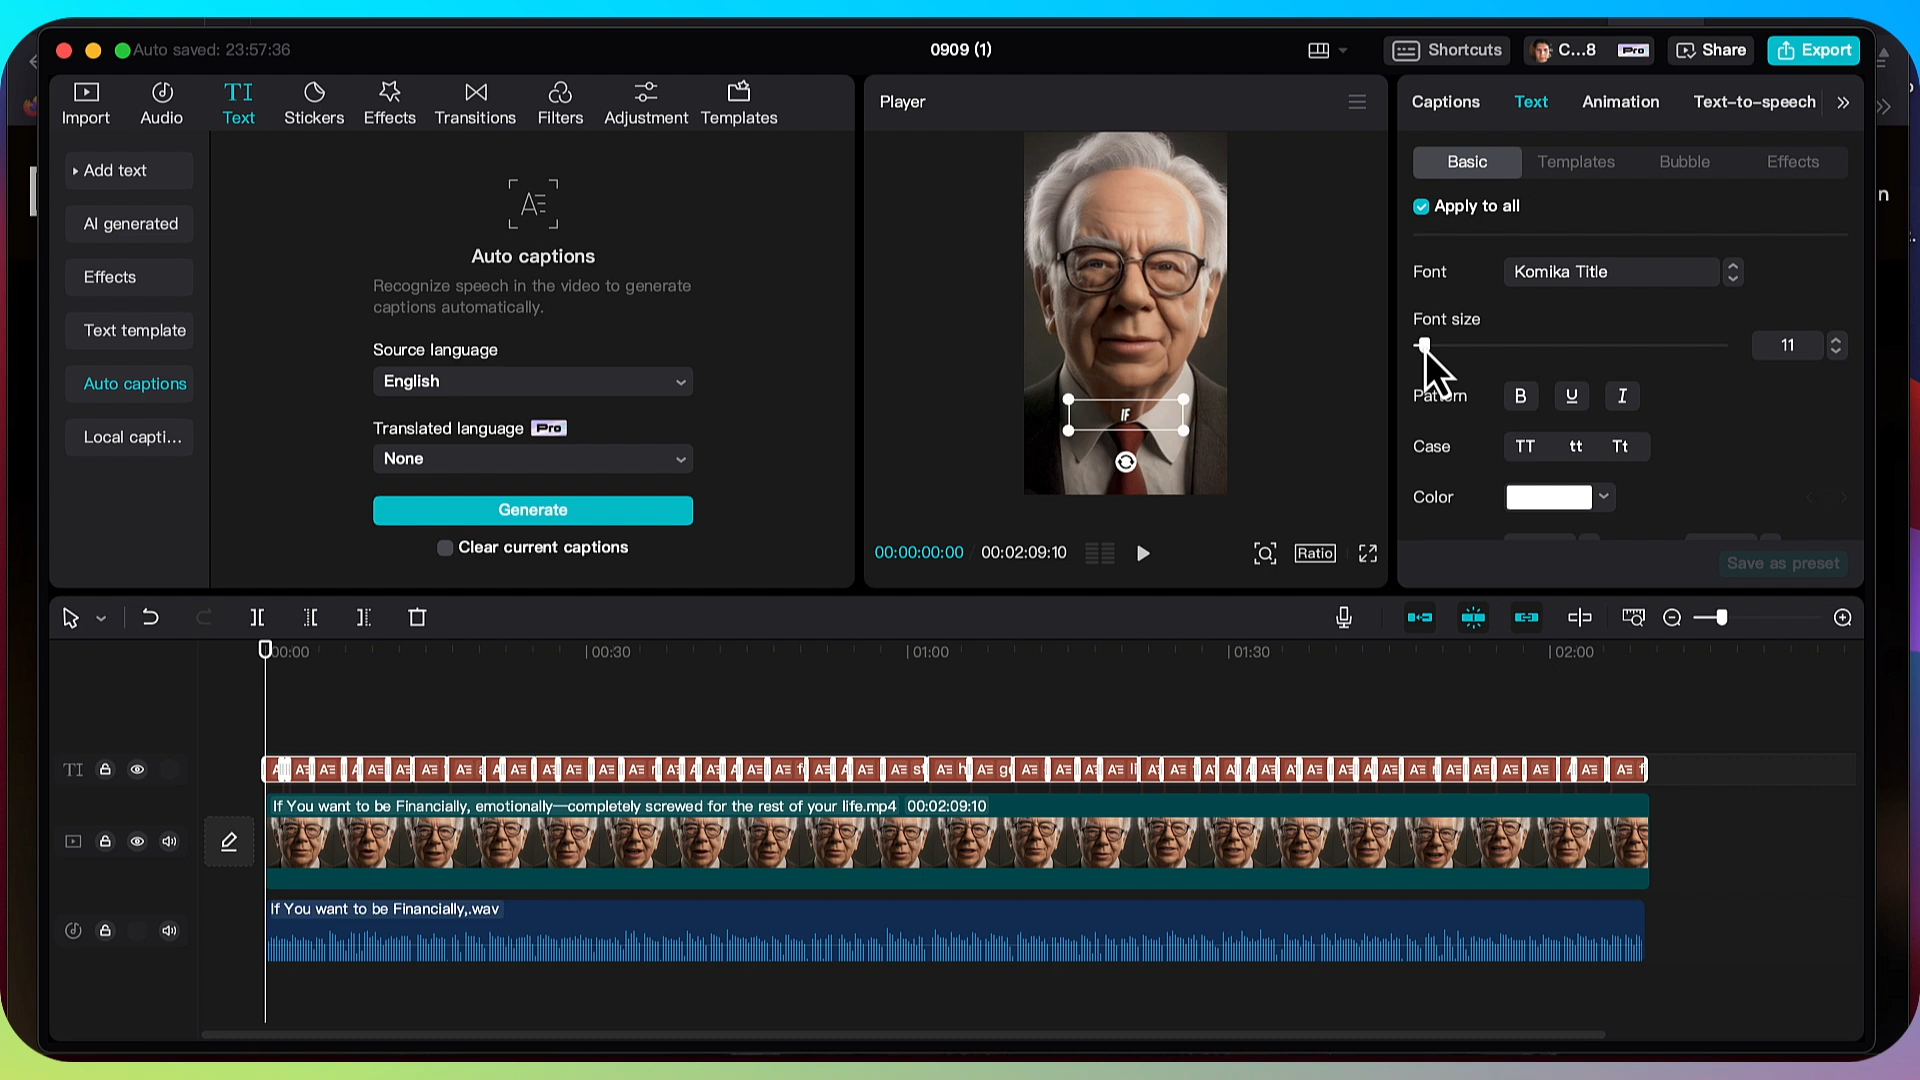 Auto saved: 23:57:36
0909 (1)
Shortcuts
C...8
Pro
Share
Export
Import
Audio
TI
Text
Stickers
Effects
Transitions
Filters
Adjustment
Templates
Player
Captions
Text
Animation
Text-to-speech
Add text
AI generated
Effects
Text template
Auto captions
Local capti...
Auto captions
Recognize speech in the video to generate
captions automatically.
Source language
English
Translated language Pro
None
Generate
Clear current captions
IF
00:00:00:00
00:02:09:10
Ratio
Basic
Templates
Bubble
Effects
Apply to all
Font
Komika Title
Font size
11
Pattern
B U I
Case
TT tt Tt
Color
Save as preset
00:00
00:30
01:00
01:30
02:00
TI
If You want to be Financially, emotionally—completely screwed for the rest of your life.mp4 00:02:09:10
If You want to be Financially,.wav